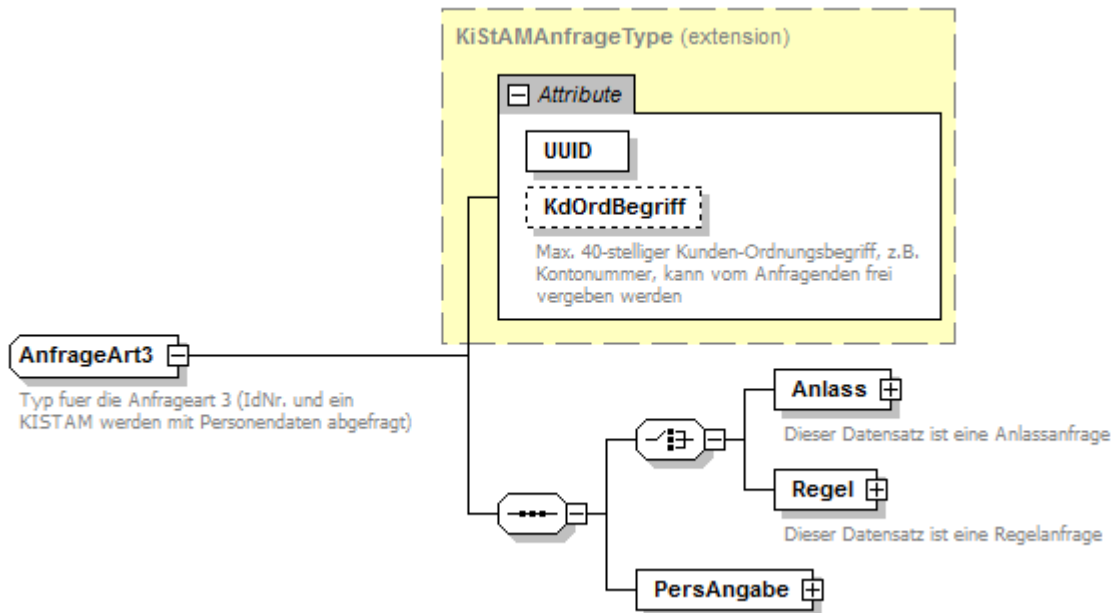 KiStAMAnfrageType (extension)
Attribute
UUID
KdOrdBegriff
Max. 40-stelliger Kunden-Ordnungsbegriff, z.B.
Kontonummer, kann vom Anfragenden frei
vergeben werden
AnfrageArt3
Typ fuer die Anfrageart 3 (IdNr. und ein
KISTAM werden mit Personendaten abgefragt)
Anlass
Dieser Datensatz ist eine Anlassanfrage
Regel
Dieser Datensatz ist eine Regelanfrage
PersAngabe